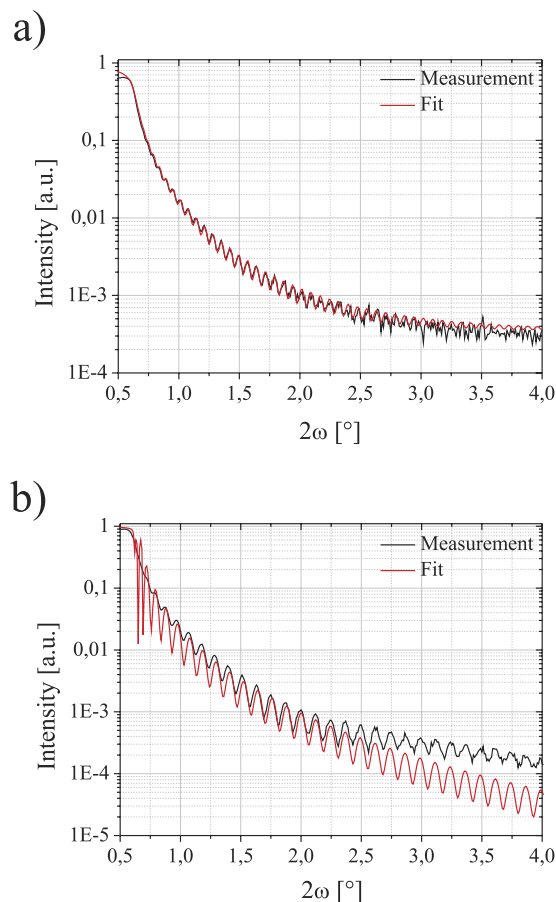 a)
1
0.1
0,01
1E-3
1E-4
Intensity [a.u.]
Measurement
Fit
0,5 1,0 1,5 2,0 2,5 3,0 3,5 4,0
2ω [°]
b)
1
0,1
0,01
1E-3
1E-4
1E-5
Intensity [a.u.]
Measurement
Fit
0,5 1,0 1,5 2,0 2,5 3,0 3,5 4,0
2ω [°]